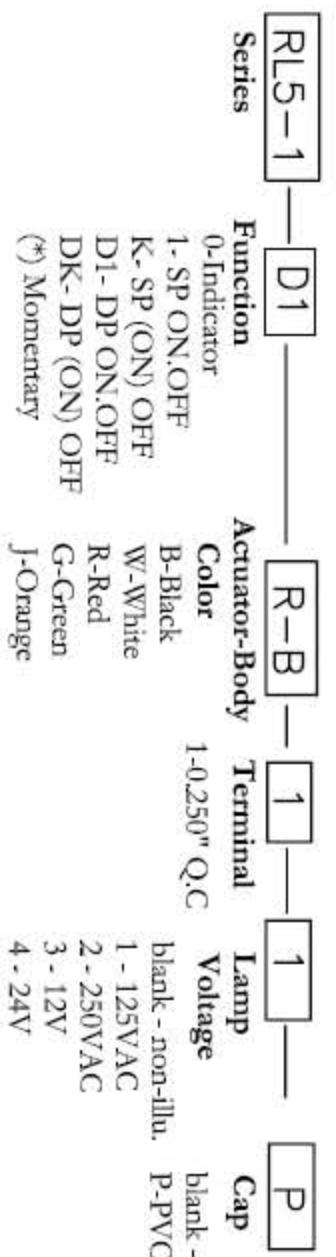 RL5-1 — D1 — R-B — 1 — 1 — P
Series
Function
0-Indicator
1- SP ON.OFF
K- SP (ON) OFF
D1- DP ON.OFF
DK- DP (ON) OFF
(*) Momentary
Actuator-Body
Color
B-Black
W-White
R-Red
G-Green
J-Orange
Terminal
1-0.250" Q.C
Lamp
Voltage
blank - non-illu.
1 - 125VAC
2 - 250VAC
3 - 12V
4 - 24V
Cap
blank -
P-PVC